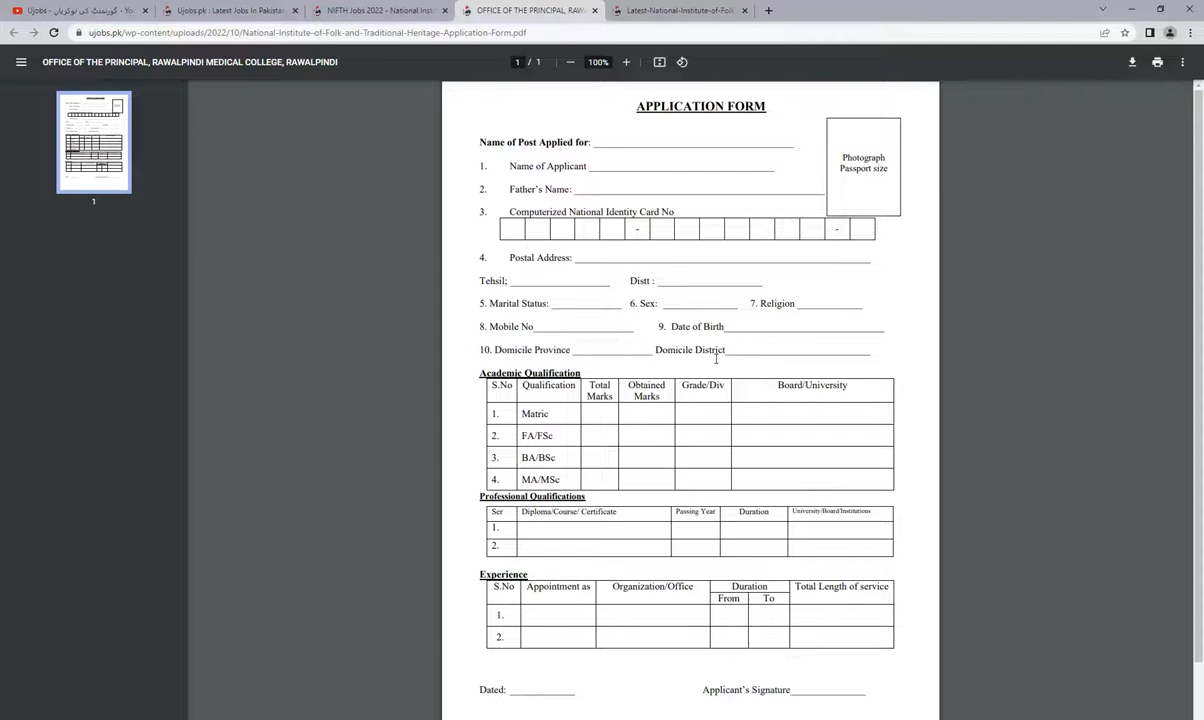 Ujobs - گورنمنٹ کی نوکریاں - Yo
Ujobs.pk : Latest Jobs In Pakistan
NIFTH Jobs 2022 - National Inst
OFFICE OF THE PRINCIPAL, RAW
Latest-National-Institute-of-Folk
ujobs.pk/wp-content/uploads/2022/10/National-Institute-of-Folk-and-Traditional-Heritage-Application-Form.pdf
OFFICE OF THE PRINCIPAL, RAWALPINDI MEDICAL COLLEGE, RAWALPINDI
1 / 1
100%
1
APPLICATION FORM
Photograph
Passport size
Name of Post Applied for:
1. Name of Applicant
2. Father's Name:
3. Computerized National Identity Card No
- -
4. Postal Address:
Tehsil; Distt :
5. Marital Status: 6. Sex: 7. Religion
8. Mobile No 9. Date of Birth
10. Domicile Province Domicile District
Academic Qualification
S.No Qualification Total Marks Obtained Marks Grade/Div Board/University
1. Matric
2. FA/FSc
3. BA/BSc
4. MA/MSc
Professional Qualifications
Ser Diploma/Course/ Certificate Passing Year Duration University/Board/Institutions
1.
2.
Experience
S.No Appointment as Organization/Office Duration Total Length of service
From To
1.
2.
Dated: Applicant's Signature